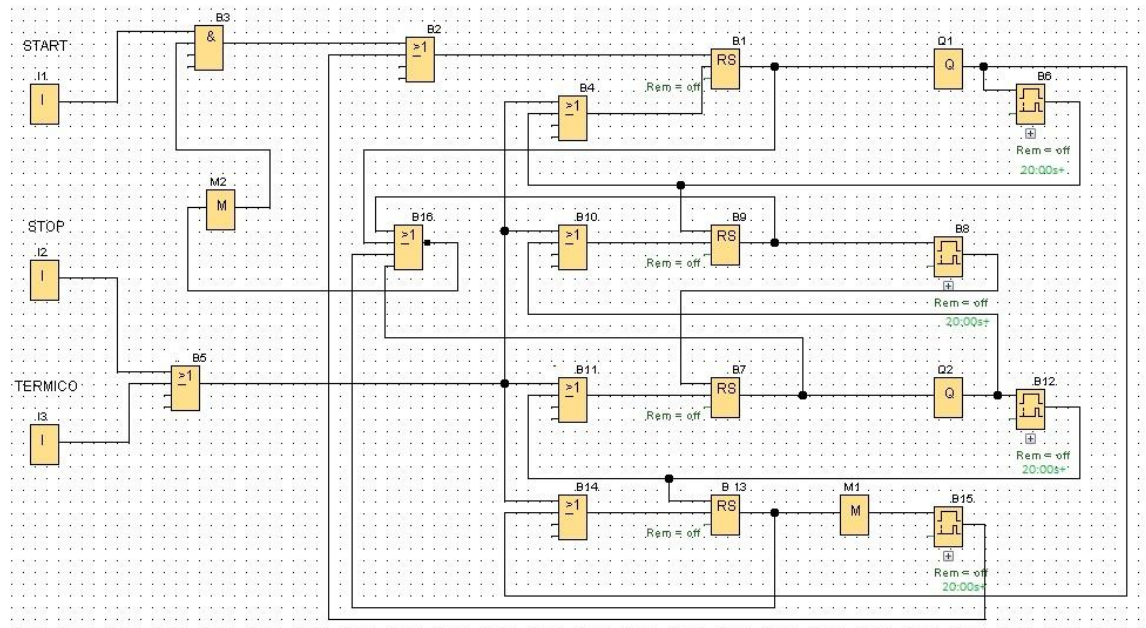 START
I1
I
B3
&
B2
≥1
B1
RS
Rem = off
Q1
Q
B6
Rem = off
20:00s+
B4
≥1
M2
M
STOP
I2
I
B16
≥1
B10
≥1
B9
RS
Rem = off
B8
Rem = off
20:00s+
TERMICO
I3
I
B5
≥1
B11
≥1
B7
RS
Rem = off
Q2
Q
B12
Rem = off
20:00s+
B14
≥1
B 13
RS
Rem = off
M1
M
B15
Rem = off
20:00s+